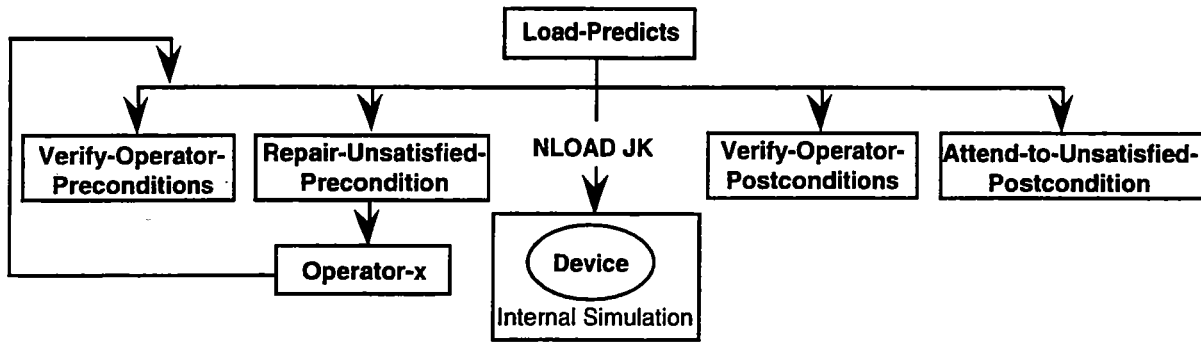 Load-Predicts
Verify-Operator-
Preconditions
Repair-Unsatisfied-
Precondition
NLOAD JK
Verify-Operator-
Postconditions
Attend-to-Unsatisfied-
Postcondition
Operator-x
Device
Internal Simulation